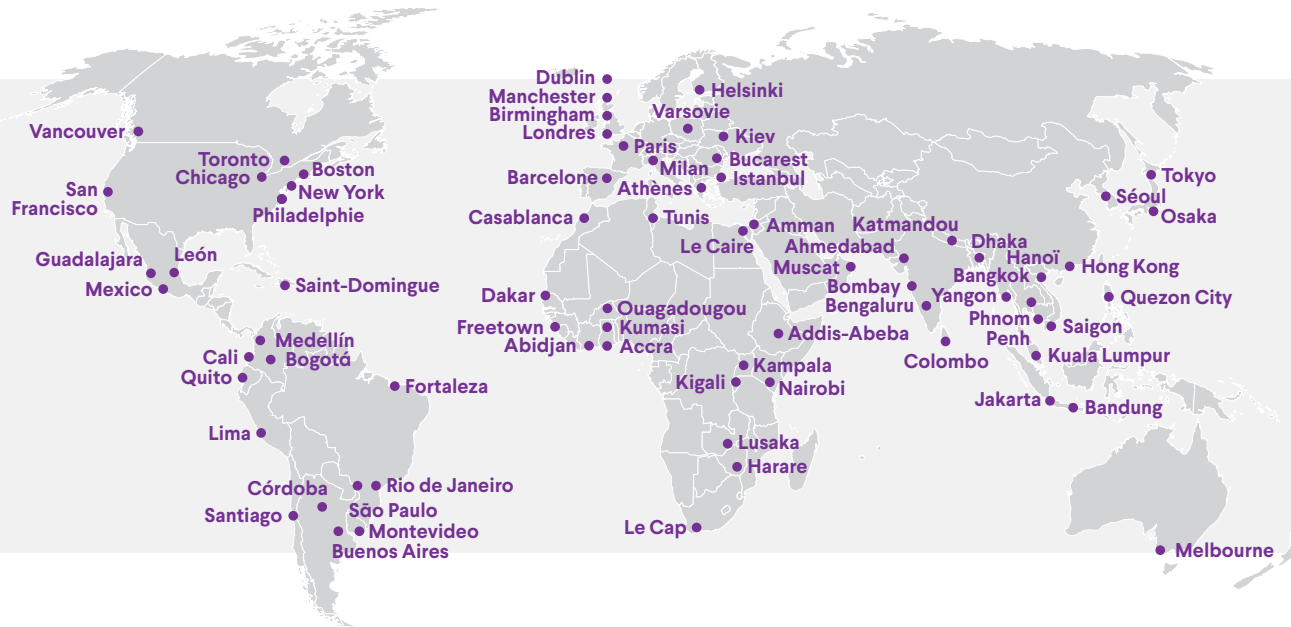 Vancouver
San
Francisco
Toronto
Chicago
Boston
New York
Philadelphie
Guadalajara
León
Mexico
Saint-Domingue
Medellín
Cali
Bogotá
Quito
Fortaleza
Lima
Córdoba
Rio de Janeiro
São Paulo
Santiago
Montevideo
Buenos Aires
Dublin
Manchester
Birmingham
Londres
Helsinki
Varsovie
Kiev
Paris
Milan
Bucarest
Barcelone
Athènes
Istanbul
Casablanca
Tunis
Amman
Le Caire
Dakar
Ouagadougou
Freetown
Kumasi
Abidjan
Accra
Addis-Abeba
Kampala
Kigali
Nairobi
Lusaka
Harare
Le Cap
Katmandou
Ahmedabad
Dhaka
Muscat
Hanoï
Hong Kong
Bombay
Bangkok
Bengaluru
Yangon
Quezon City
Phnom
Penh
Saigon
Colombo
Kuala Lumpur
Jakarta
Bandung
Tokyo
Séoul
Osaka
Melbourne